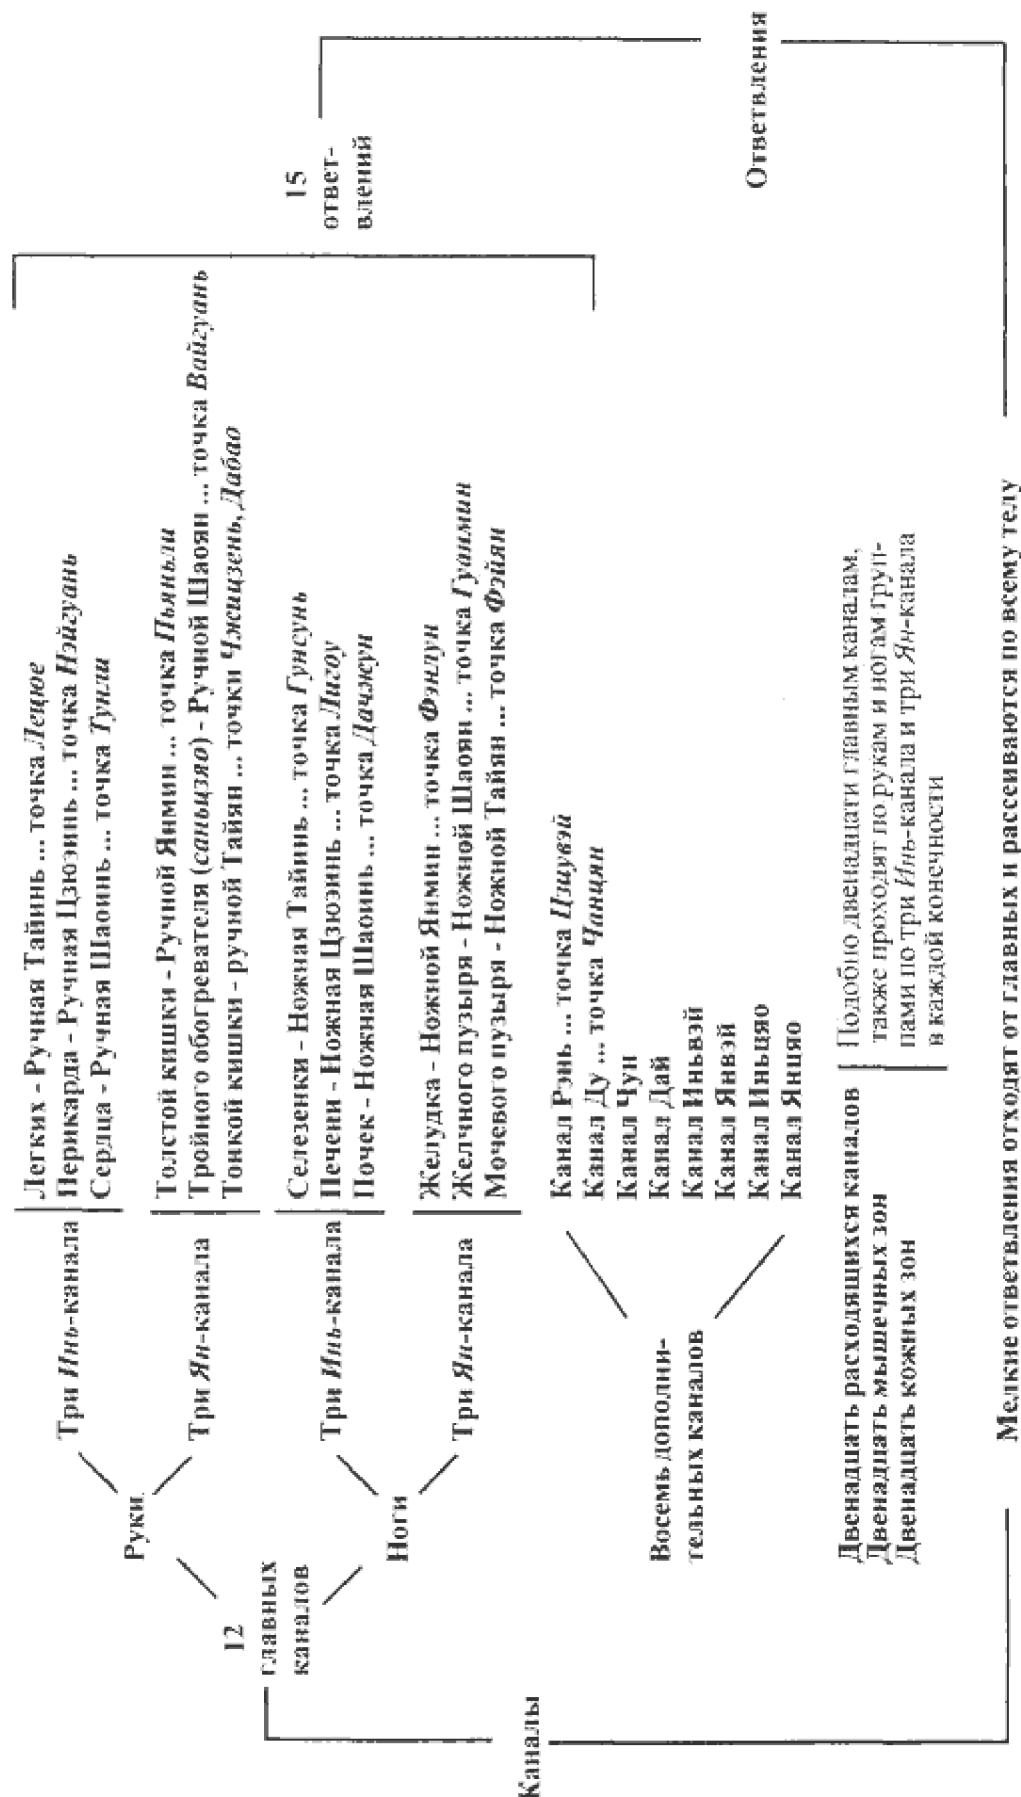 Каналы
12
главных
каналов
Руки
Три Инь-канала
Легких - Ручная Тайинь ... точка Лецюе
Перикарда - Ручная Цзюэинь ... точка Нэйгуань
Сердца - Ручная Шаоинь ... точка Тунли
Три Ян-канала
Толстой кишки - Ручной Янмин ... точка Пьяньли
Тройного обогревателя (саньцзяо) - Ручной Шаоян ... точка Вайгуань
Тонкой кишки - ручной Тайян ... точки Чжицзень, Дабао
Ноги
Три Инь-канала
Селезенки - Ножная Тайинь ... точка Гунсунь
Печени - Ножная Цзюэинь ... точка Лигоу
Почек - Ножная Шаоинь ... точка Дачжун
Три Ян-канала
Желудка - Ножной Янмин ... точка Фэнлун
Желчного пузыря - Ножной Шаоян ... точка Гуанмин
Мочевого пузыря - Ножной Тайян ... точка Фэйян
15
ответ-
влений
Восемь дополни-
тельных каналов
Канал Рэнь ... точка Цзшувэй
Канал Ду ... точка Чанцян
Канал Чун
Канал Дай
Канал Иньвэй
Канал Янвэй
Канал Иньцяо
Канал Янцяо
Двенадцать расходящихся каналов
Двенадцать мышечных зон
Двенадцать кожных зон
Подобно двенадцати главным каналам,
также проходят по рукам и ногам груп-
пами по три Инь-канала и три Ян-канала
в каждой конечности
Мелкие ответвления отходят от главных и рассеиваются по всему телу
Ответвления